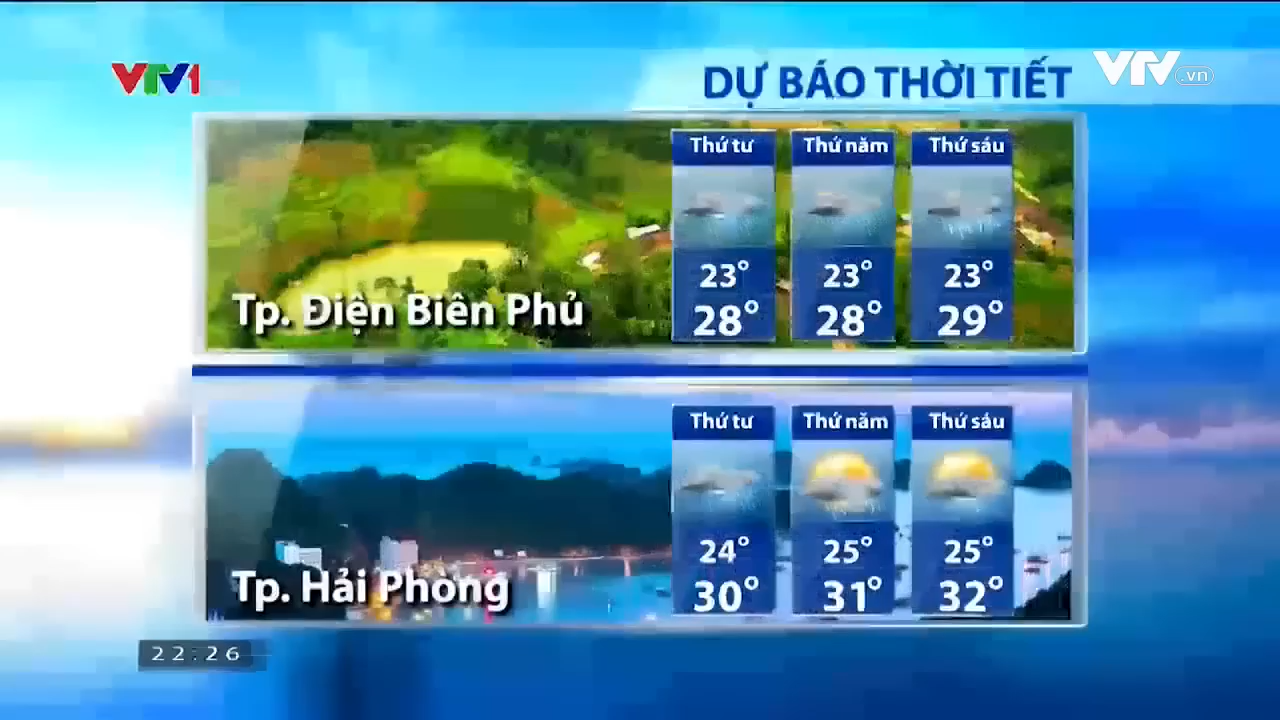 VTV1
VTV.vn
DỰ BÁO THỜI TIẾT
Thứ tư Thứ năm Thứ sáu
23° 23° 23°
28° 28° 29°
Tp. Điện Biên Phủ
Thứ tư Thứ năm Thứ sáu
24° 25° 25°
30° 31° 32°
Tp. Hải Phòng
22:26